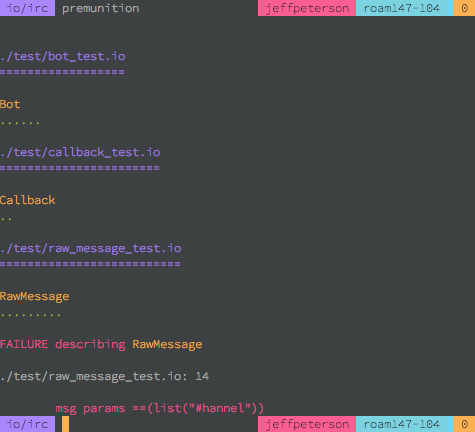 io/irc premunition jeffpeterson roam147-104 0
./test/bot_test.io
==================
Bot
......
./test/callback_test.io
=======================
Callback
..
./test/raw_message_test.io
==========================
RawMessage
.........
FAILURE describing RawMessage
./test/raw_message_test.io: 14
msg params ==(list("#hannel"))
io/irc jeffpeterson roam147-104 0